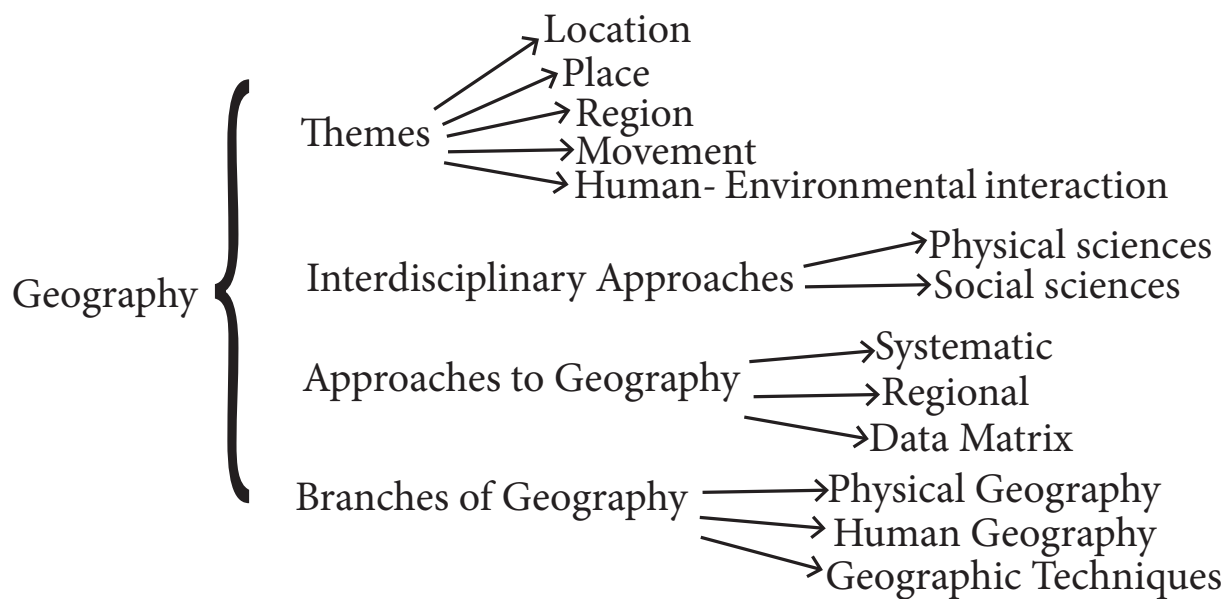 Geography
Themes
Location
Place
Region
Movement
Human- Environmental interaction
Interdisciplinary Approaches
Physical sciences
Social sciences
Approaches to Geography
Systematic
Regional
Data Matrix
Branches of Geography
Physical Geography
Human Geography
Geographic Techniques